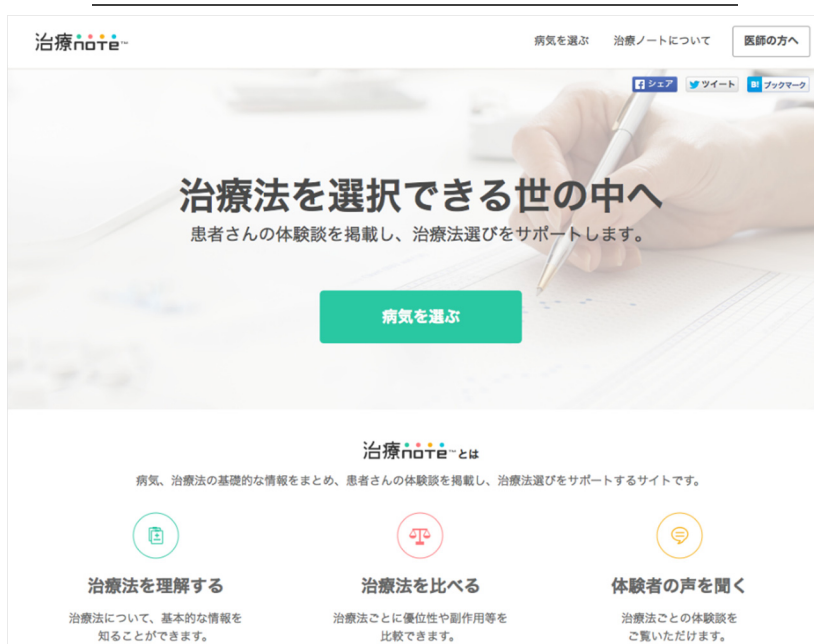 治療note™
病気を選ぶ 治療ノートについて 医師の方へ
シェア ツイート B! ブックマーク
治療法を選択できる世の中へ
患者さんの体験談を掲載し、治療法選びをサポートします。
病気を選ぶ
治療note™とは
病気、治療法の基礎的な情報をまとめ、患者さんの体験談を掲載し、治療法選びをサポートするサイトです。
治療法を理解する 治療法を比べる 体験者の声を聞く
治療法について、基本的な情報を 治療法ごとに優位性や副作用等を 治療法ごとの体験談を
知ることができます。 比較できます。 ご覧いただけます。